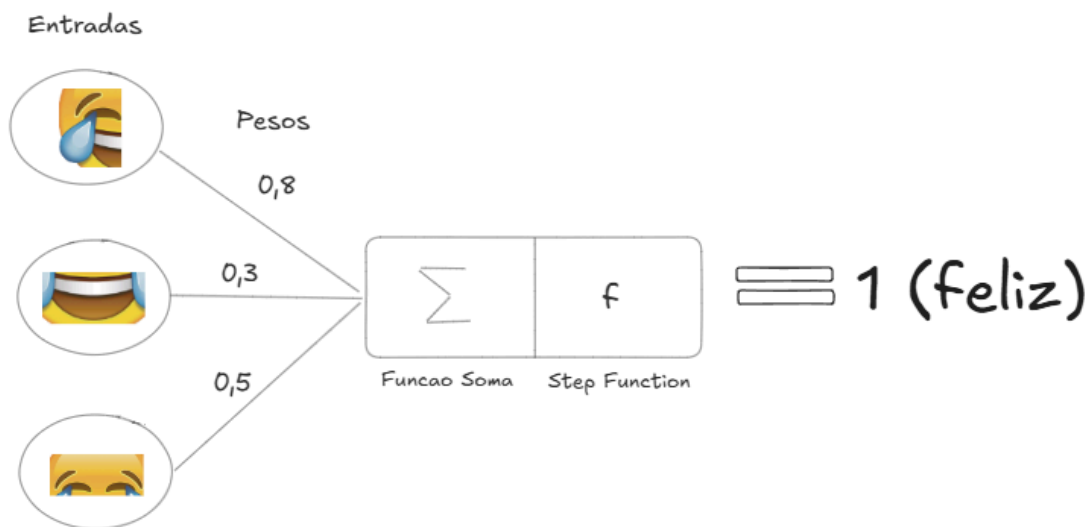 Entradas
Pesos
0,8
0,3
0,5
Σ
f
Funcao Soma
Step Function
= 1 (feliz)